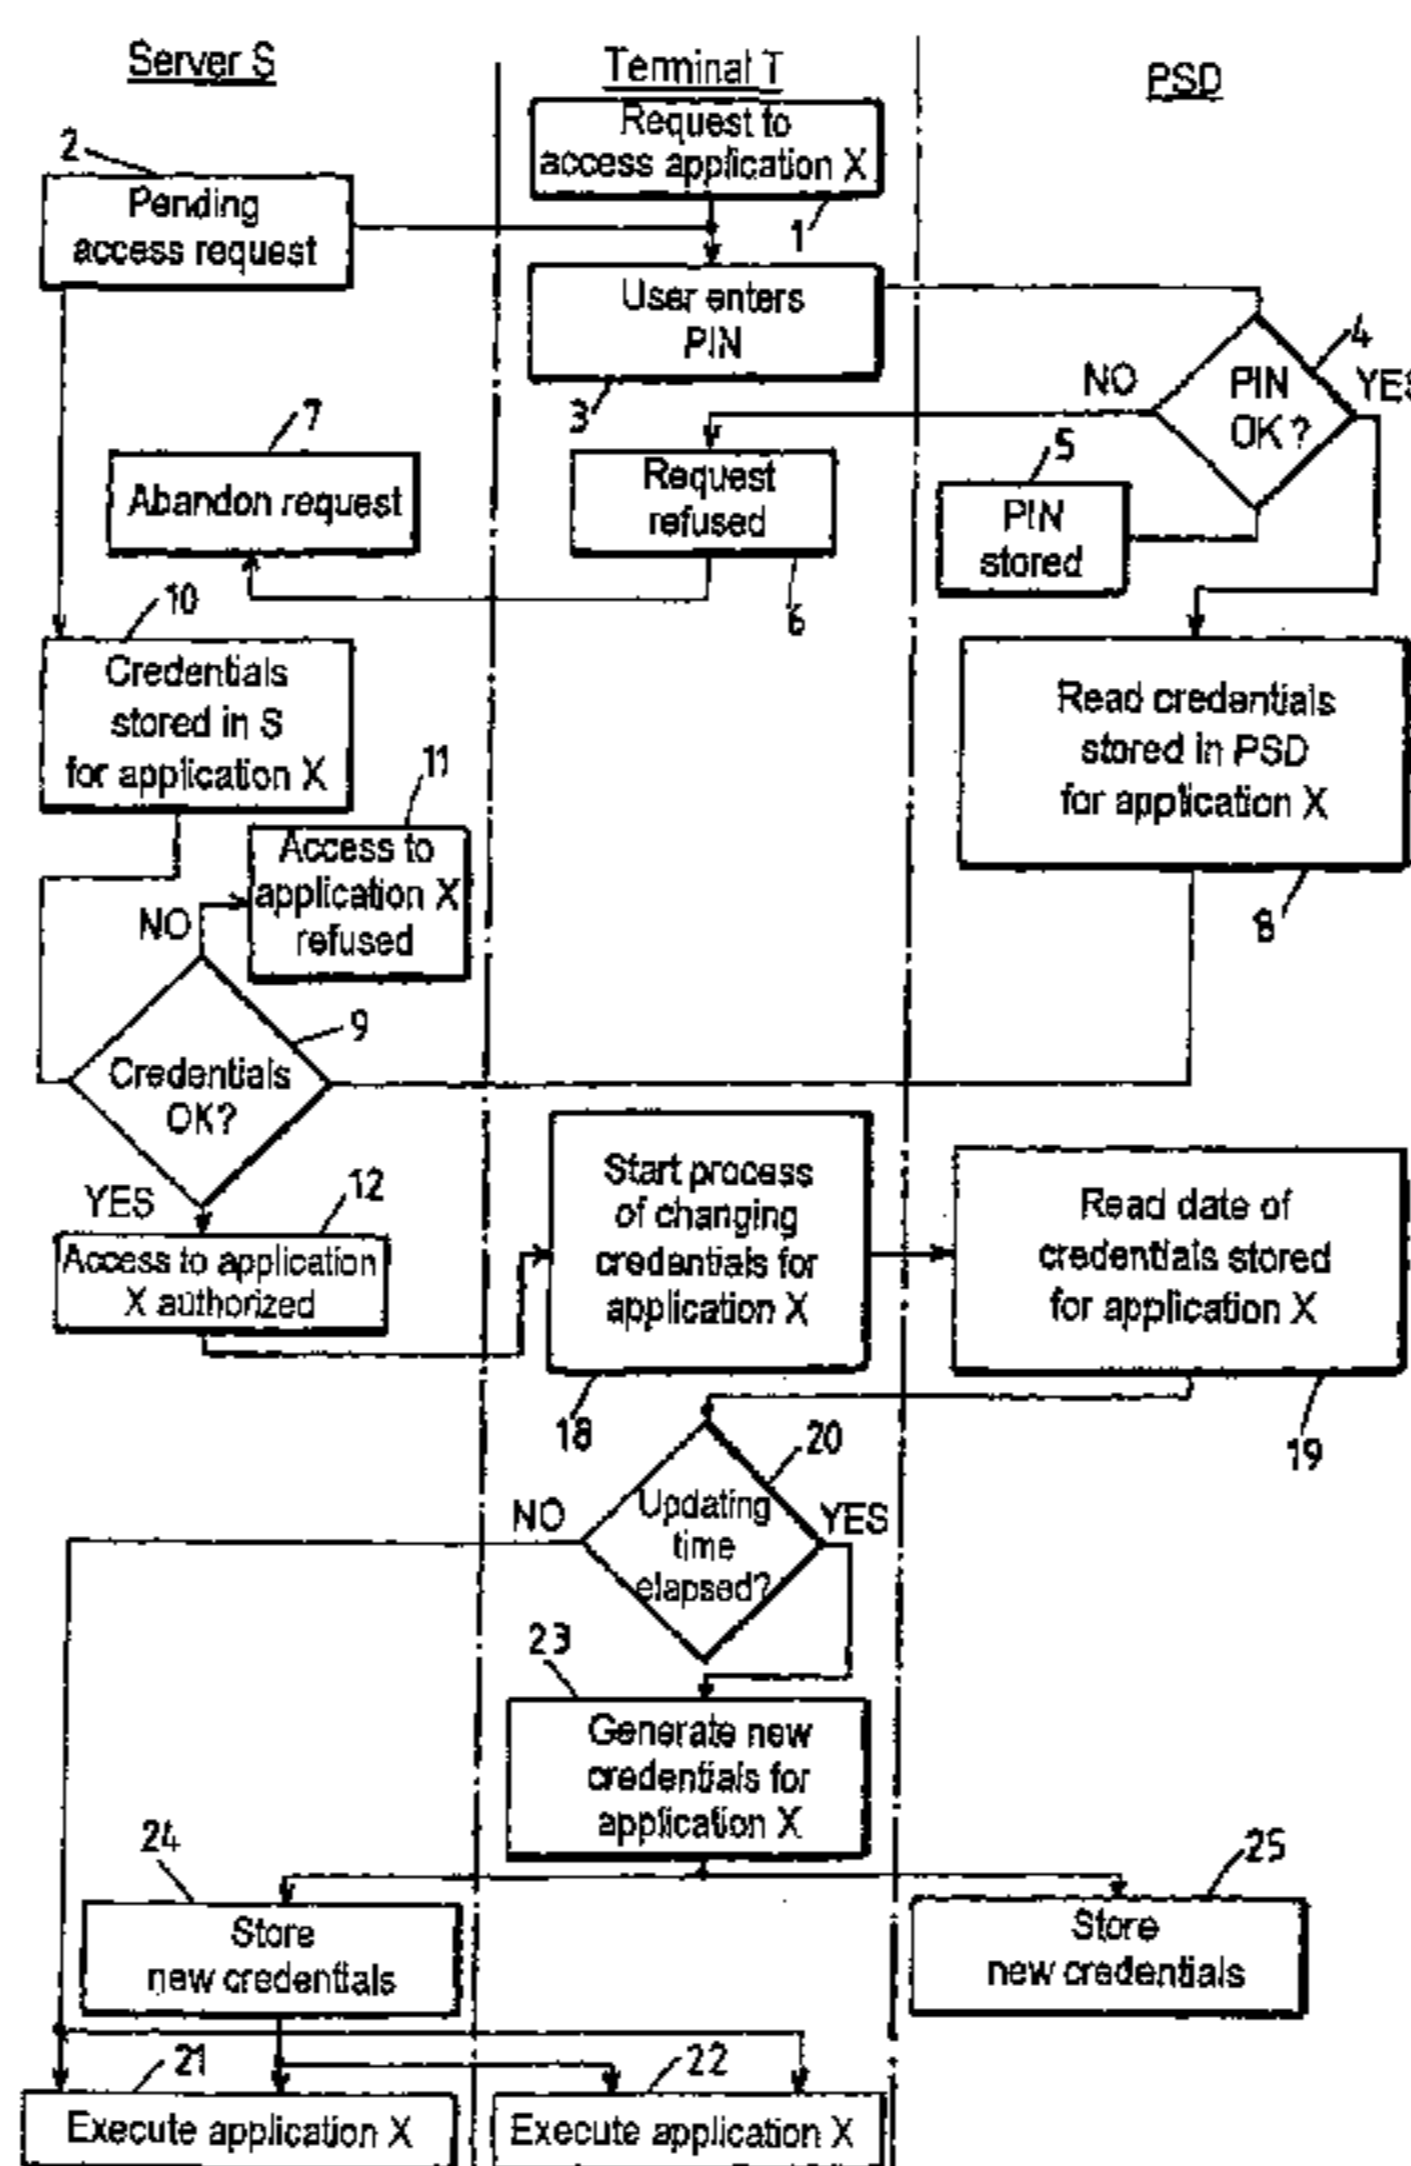 Server S
Terminal T
PSD
Request to
access application X
1
2
Pending
access request
User enters
PIN
3
4
PIN
OK?
NO
YES
5
PIN
stored
7
Abandon request
Request
refused
6
10
Credentials
stored in S
for application X
Read credentials
stored in PSD
for application X
8
11
Access to
application X
refused
NO
9
Credentials
OK?
YES
12
Access to application
X authorized
Start process
of changing
credentials for
application X
18
Read date of
credentials stored
for application X
19
20
Updating
time
elapsed?
NO
YES
23
Generate new
credentials for
application X
24
Store
new credentials
25
Store
new credentials
21
Execute application X
22
Execute application X